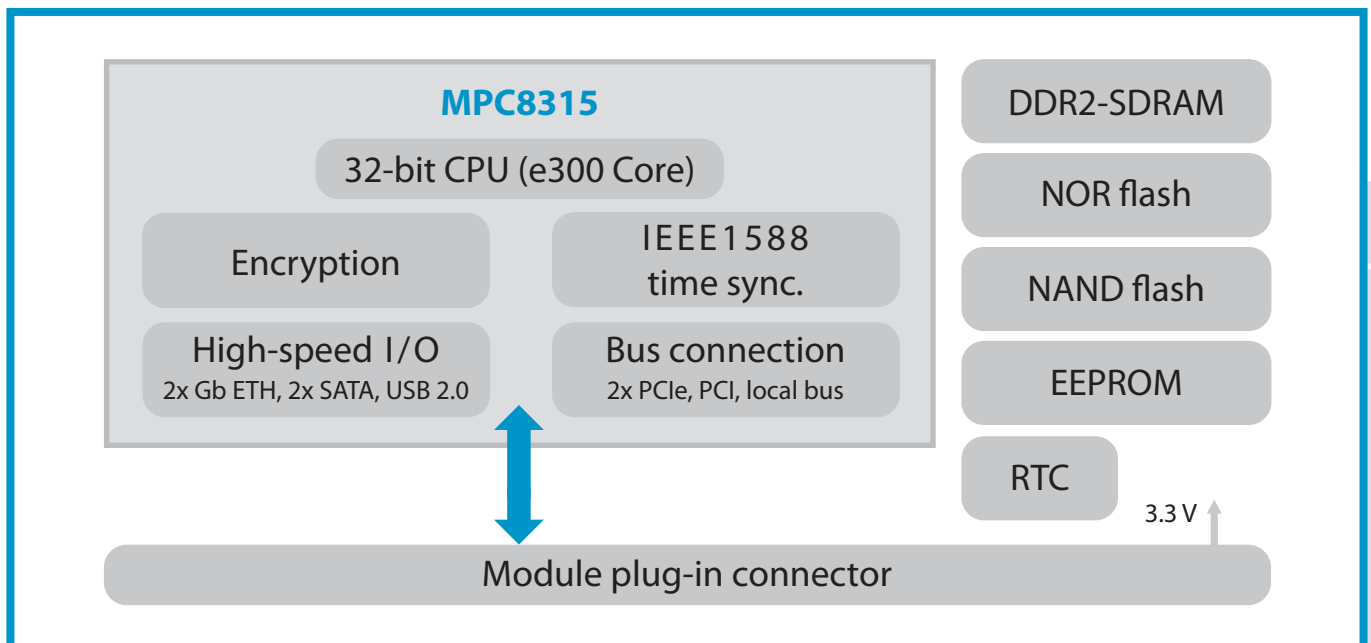 MPC8315
32-bit CPU (e300 Core)
Encryption
IEEE1588
time sync.
High-speed I/O
2x Gb ETH, 2x SATA, USB 2.0
Bus connection
2x PCIe, PCI, local bus
DDR2-SDRAM
NOR flash
NAND flash
EEPROM
RTC
3.3 V
Module plug-in connector